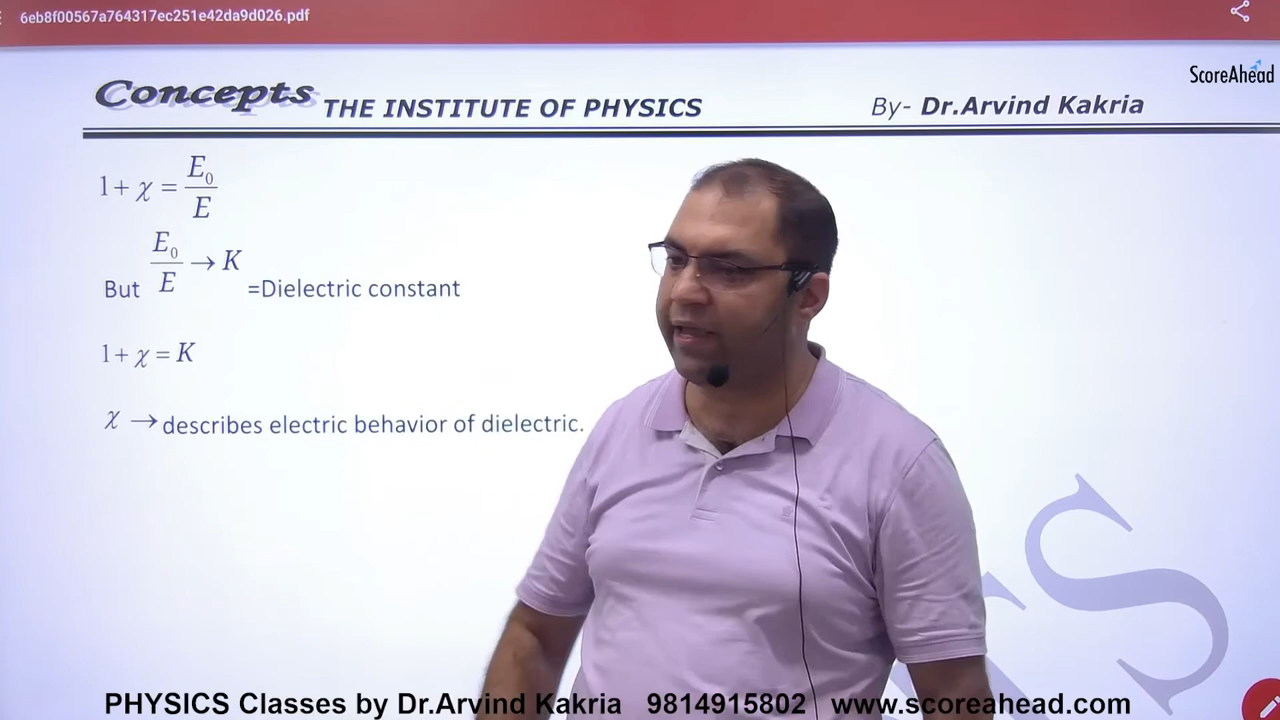 6eb8f00567a764317ec251e42da9d026.pdf
ScoreAhead
Concepts THE INSTITUTE OF PHYSICS By- Dr.Arvind Kakria
1 + χ = E₀/E
But E₀/E → K =Dielectric constant
1 + χ = K
χ → describes electric behavior of dielectric.
PHYSICS Classes by Dr.Arvind Kakria 9814915802 www.scoreahead.com